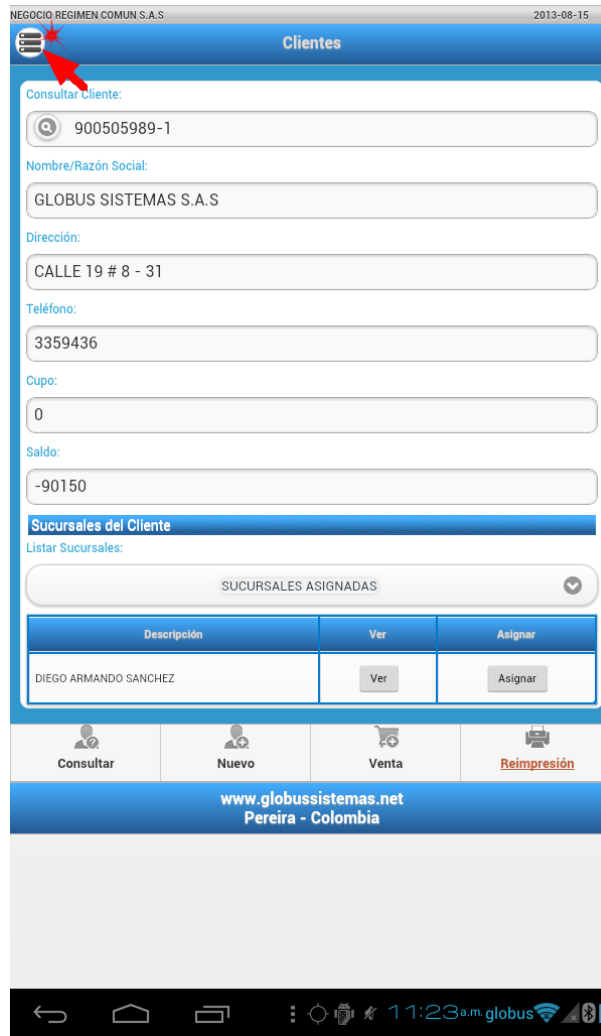 NEGOCIO REGIMEN COMUN S.A.S 2013-08-15
Clientes
Consultar Cliente:
900505989-1
Nombre/Razón Social:
GLOBUS SISTEMAS S.A.S
Dirección:
CALLE 19 # 8 - 31
Teléfono:
3359436
Cupo:
0
Saldo:
-90150
Sucursales del Cliente
Listar Sucursales:
SUCURSALES ASIGNADAS
Descripción Ver Asignar
DIEGO ARMANDO SANCHEZ Ver Asignar
Consultar Nuevo Venta Reimpresión
www.globussistemas.net
Pereira - Colombia
11:23 a.m. globus